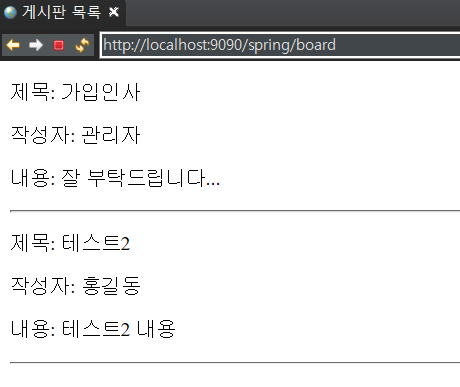 게시판 목록
http://localhost:9090/spring/board
제목: 가입인사
작성자: 관리자
내용: 잘 부탁드립니다...
제목: 테스트2
작성자: 홍길동
내용: 테스트2 내용